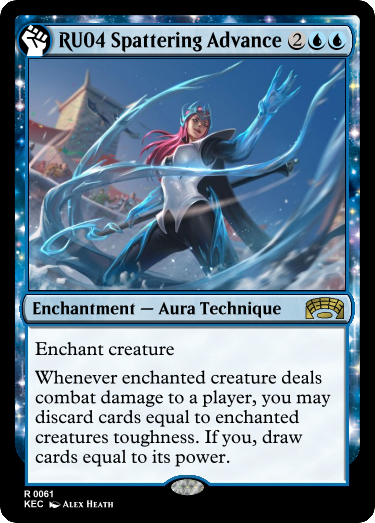 RU04 Spattering Advance 2
Enchantment — Aura Technique
Enchant creature
Whenever enchanted creature deals
combat damage to a player, you may
discard cards equal to enchanted
creatures toughness. If you, draw
cards equal to its power.
R 0061
KEC Alex Heath